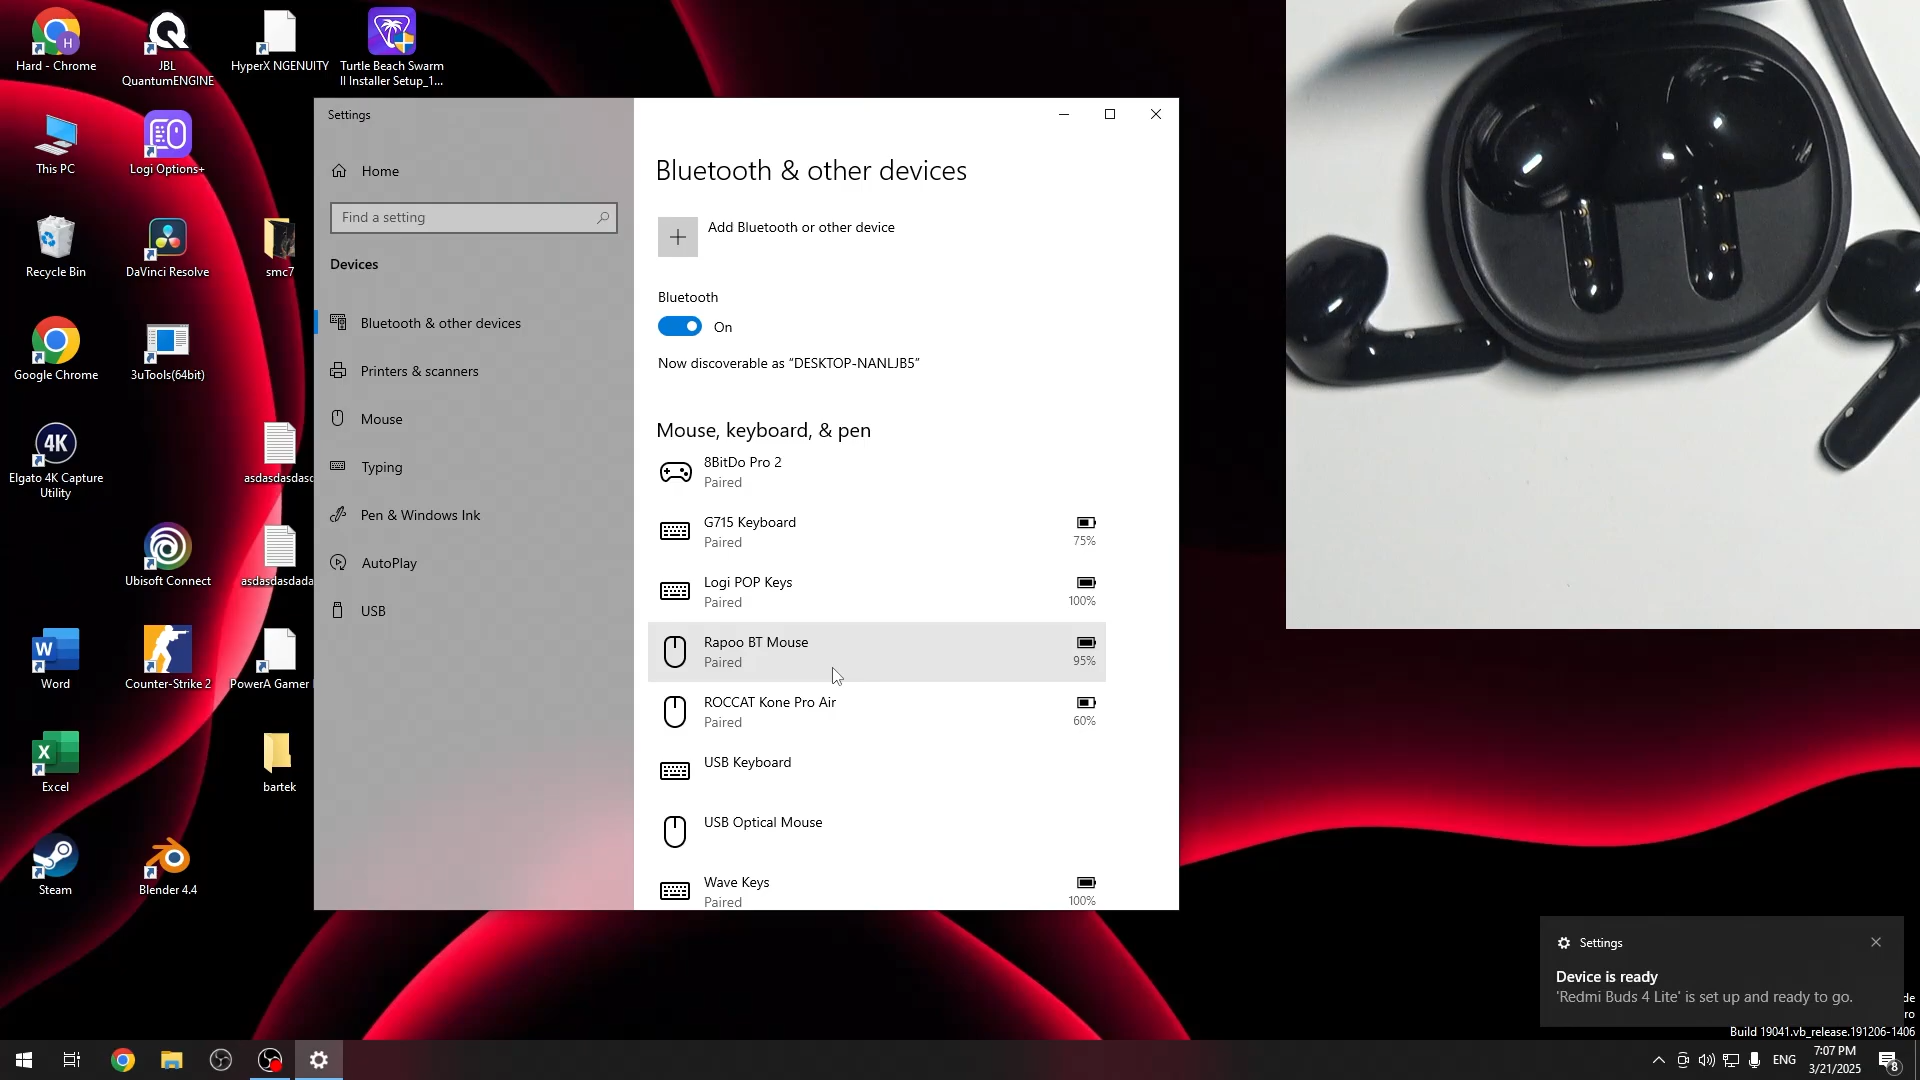 Hard - Chrome
JBL
QuantumENGINE
HyperX NGENUITY
Turtle Beach Swarm
II Installer Setup_1...
This PC
Logi Options+
Recycle Bin
DaVinci Resolve
smc7
Google Chrome
3uTools(64bit)
4K
Elgato 4K Capture
Utility
asdasdasdasd
Ubisoft Connect
asdasdasdada
Word
Counter-Strike 2
PowerA Gamer
Excel
bartek
Steam
Blender 4.4
Settings
Home
Find a setting
Devices
Bluetooth & other devices
Printers & scanners
Mouse
Typing
Pen & Windows Ink
AutoPlay
USB
Bluetooth & other devices
Add Bluetooth or other device
Bluetooth
On
Now discoverable as “DESKTOP-NANLJB5”
Mouse, keyboard, & pen
8BitDo Pro 2
Paired
G715 Keyboard
Paired
75%
Logi POP Keys
Paired
100%
Rapoo BT Mouse
Paired
95%
ROCCAT Kone Pro Air
Paired
60%
USB Keyboard
USB Optical Mouse
Wave Keys
Paired
100%
Settings
Device is ready
'Redmi Buds 4 Lite' is set up and ready to go.
Build 19041.vb_release.191206-1406
ENG
7:07 PM
3/21/2025
8